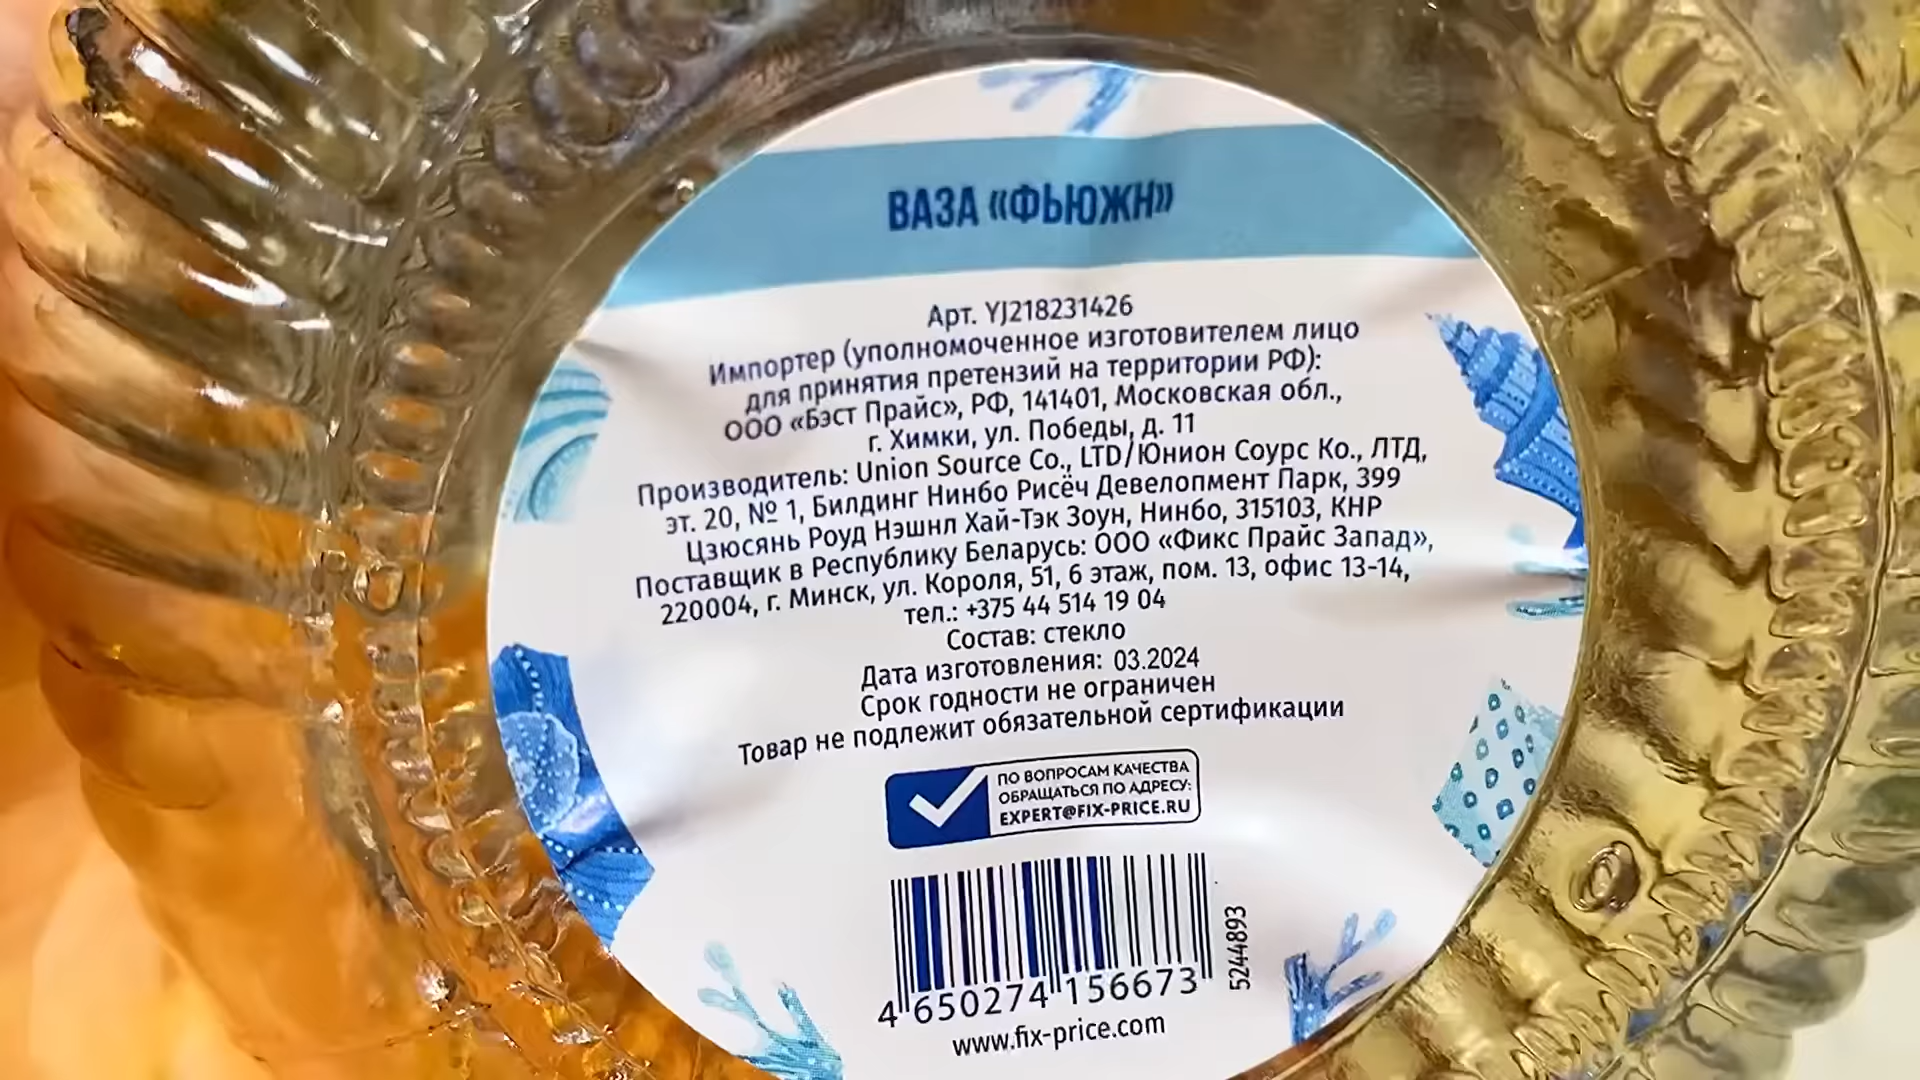 ВАЗА «ФЬЮЖН»
Арт. YJ218231426
Импортер (уполномоченное изготовителем лицо
для принятия претензий на территории РФ):
ООО «Бэст Прайс», РФ, 141401, Московская обл.,
г. Химки, ул. Победы, д. 11
Производитель: Union Source Co., LTD/Юнион Соурс Ко., ЛТД,
эт. 20, № 1, Билдинг Нинбо Рисёч Девелопмент Парк, 399
Цзюсянь Роуд Нэшнл Хай-Тэк Зоун, Нинбо, 315103, КНР
Поставщик в Республику Беларусь: ООО «Фикс Прайс Запад»,
220004, г. Минск, ул. Короля, 51, 6 этаж, пом. 13, офис 13-14,
тел.: +375 44 514 19 04
Состав: стекло
Дата изготовления: 03.2024
Срок годности не ограничен
Товар не подлежит обязательной сертификации
ПО ВОПРОСАМ КАЧЕСТВА
ОБРАЩАТЬСЯ ПО АДРЕСУ:
EXPERT@FIX-PRICE.RU
5244893
4 650274 156673
www.fix-price.com